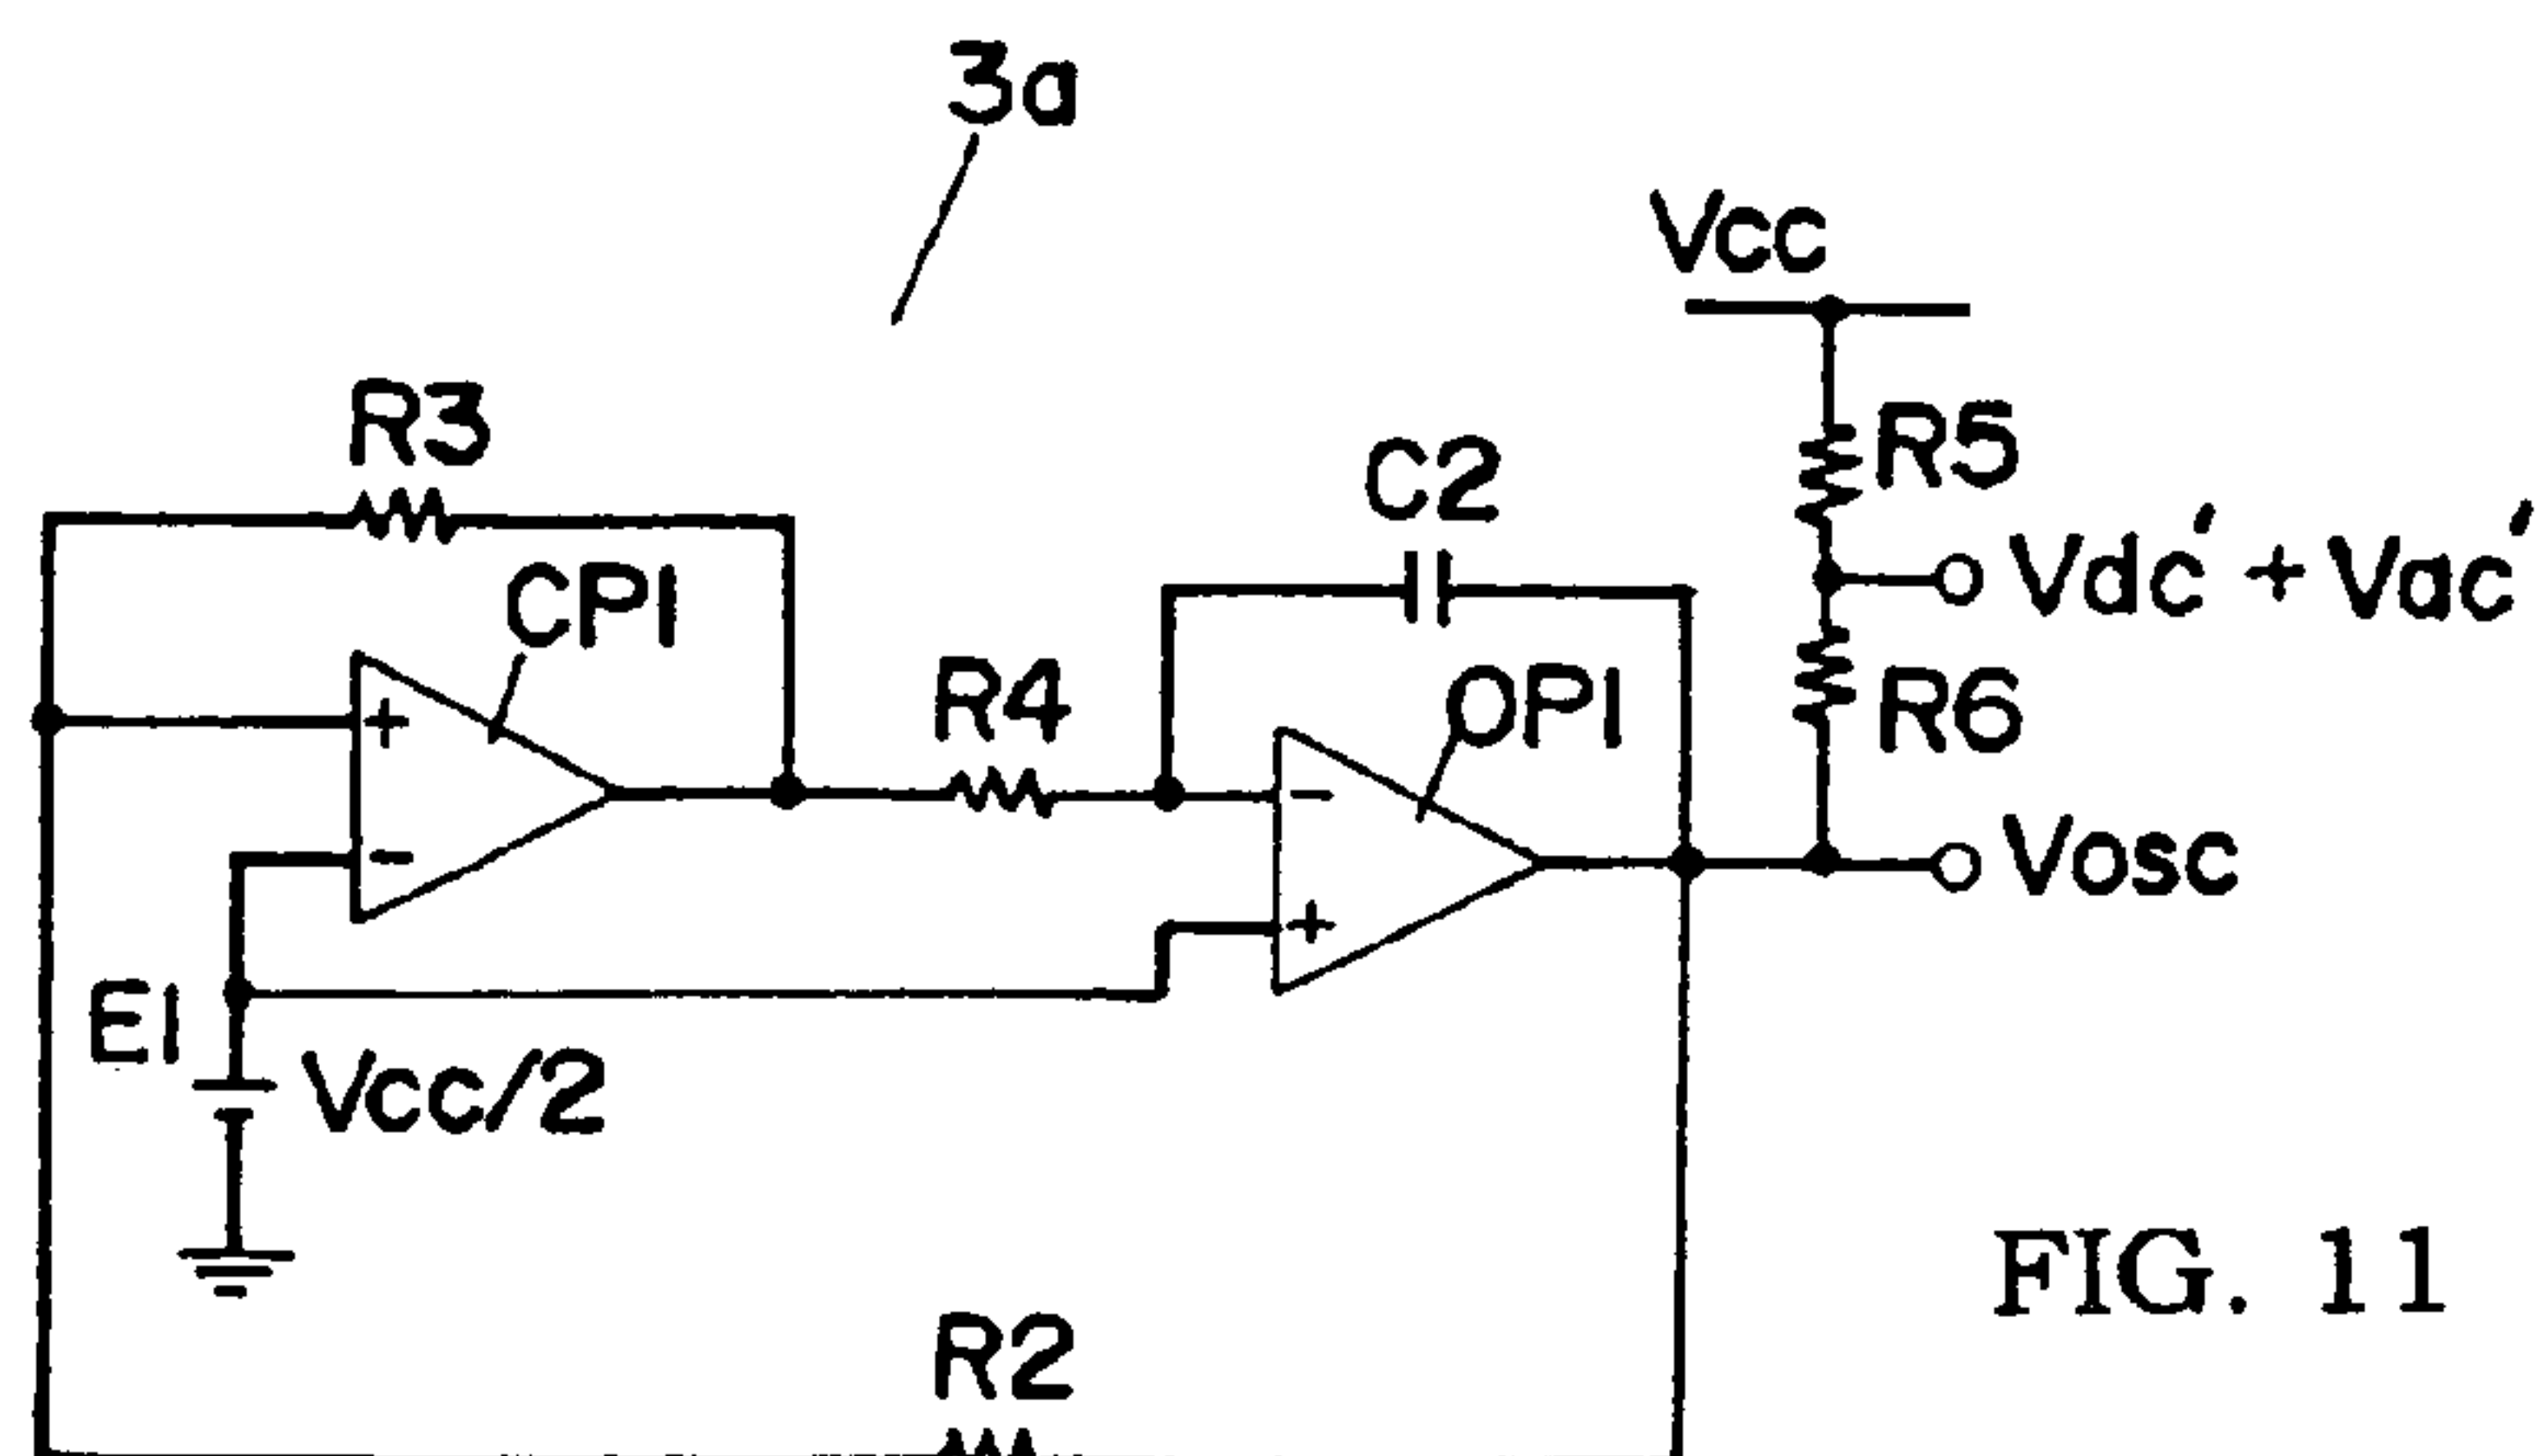 3a
Vcc
R3
R5
C2
Vdc' + Vac'
CP1
R4
OP1
R6
+
-
-
+
Vosc
E1
Vcc/2
FIG. 11
R2